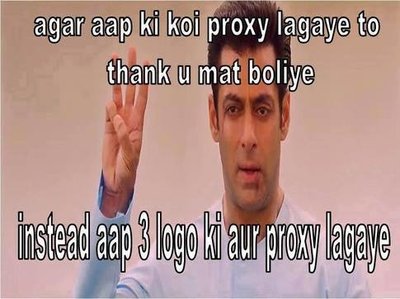 agar aap ki koi proxy lagaye to
thank u mat boliye
instead aap 3 logo ki aur proxy lagaye